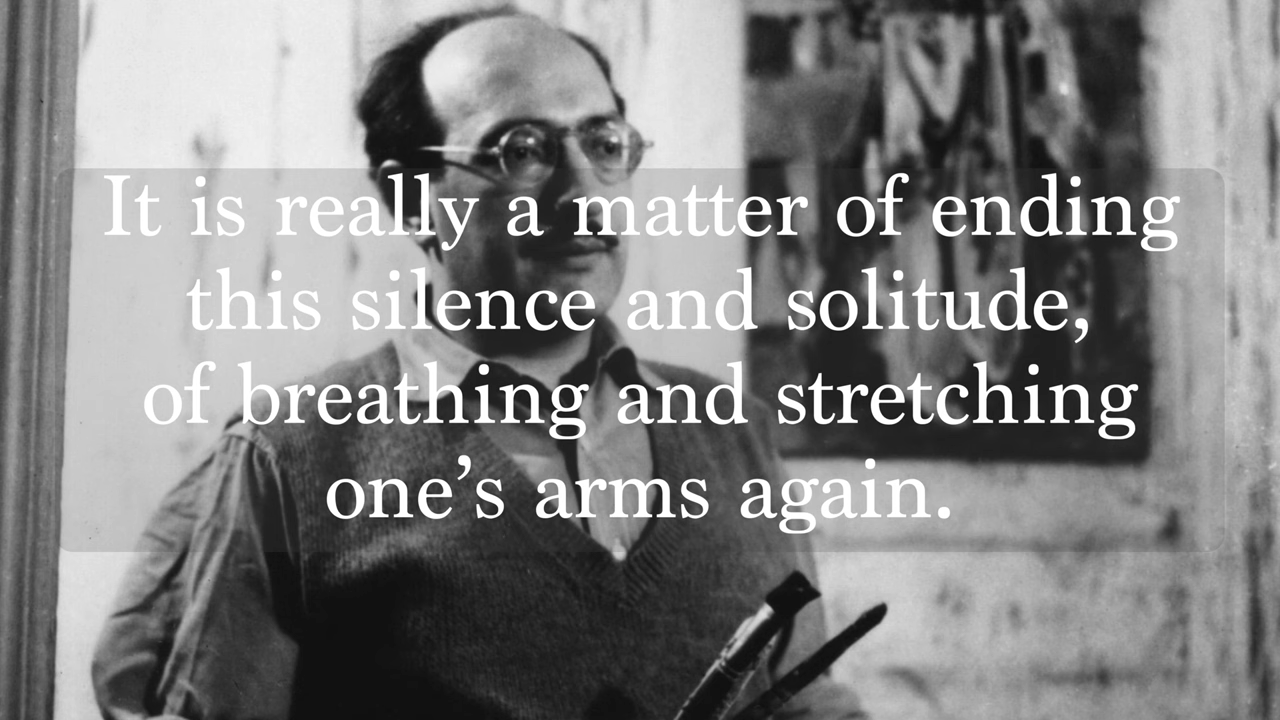 It is really a matter of ending
this silence and solitude,
of breathing and stretching
one’s arms again.